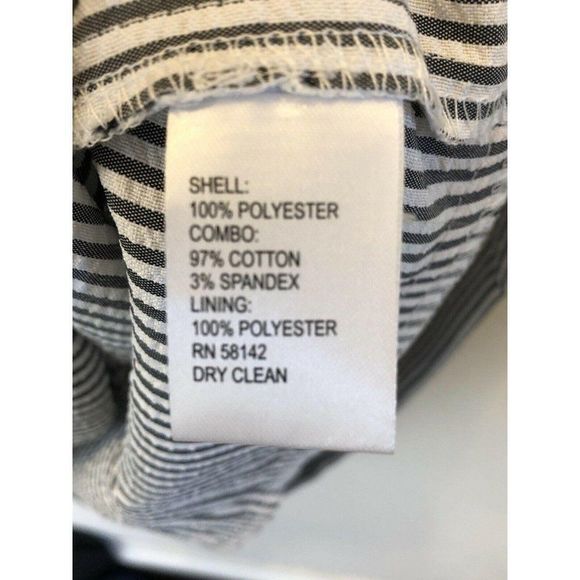 SHELL:
100% POLYESTER
COMBO:
97% COTTON
3% SPANDEX
LINING:
100% POLYESTER
RN 58142
DRY CLEAN